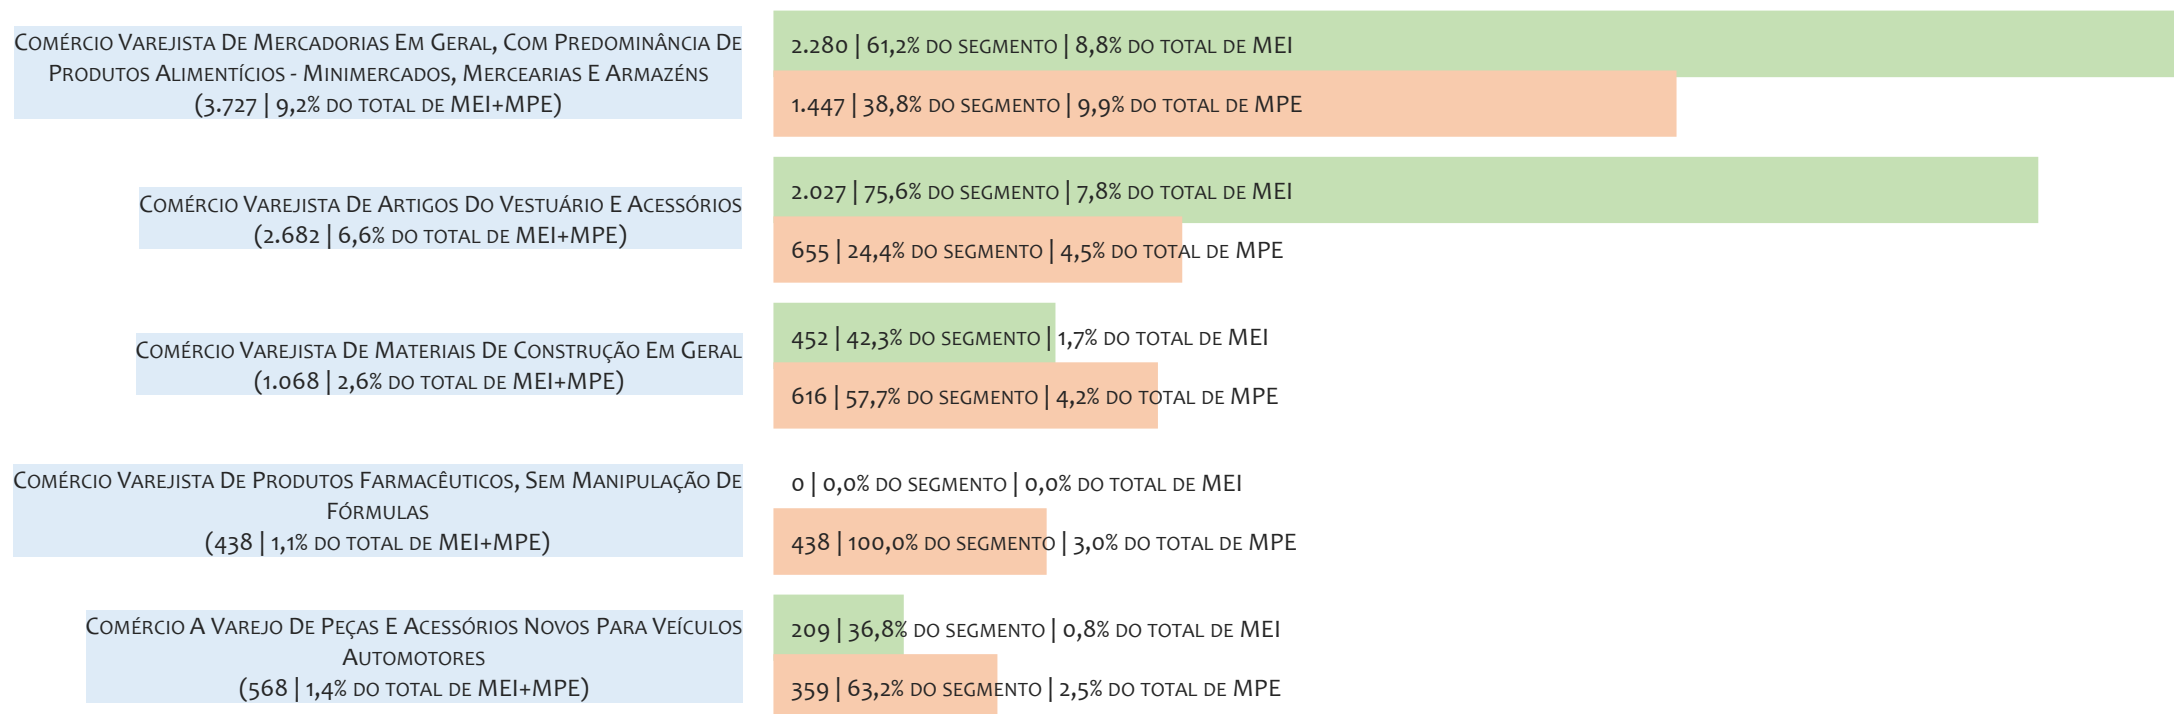 Comércio Varejista De Mercadorias Em Geral, Com Predominância De
Produtos Alimentícios - Minimercados, Mercearias E Armazéns
(3.727 | 9,2% do total de MEI+MPE)
2.280 | 61,2% do segmento | 8,8% do total de MEI
1.447 | 38,8% do segmento | 9,9% do total de MPE
Comércio Varejista De Artigos Do Vestuário E Acessórios
(2.682 | 6,6% do total de MEI+MPE)
2.027 | 75,6% do segmento | 7,8% do total de MEI
655 | 24,4% do segmento | 4,5% do total de MPE
Comércio Varejista De Materiais De Construção Em Geral
(1.068 | 2,6% do total de MEI+MPE)
452 | 42,3% do segmento | 1,7% do total de MEI
616 | 57,7% do segmento | 4,2% do total de MPE
Comércio Varejista De Produtos Farmacêuticos, Sem Manipulação De
Fórmulas
(438 | 1,1% do total de MEI+MPE)
0 | 0,0% do segmento | 0,0% do total de MEI
438 | 100,0% do segmento | 3,0% do total de MPE
Comércio A Varejo De Peças E Acessórios Novos Para Veículos
Automotores
(568 | 1,4% do total de MEI+MPE)
209 | 36,8% do segmento | 0,8% do total de MEI
359 | 63,2% do segmento | 2,5% do total de MPE